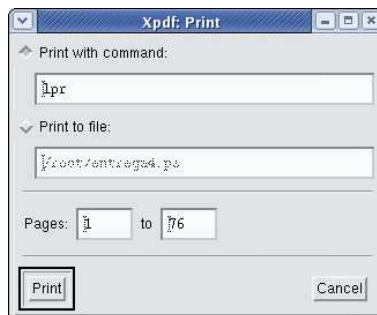 Xpdf: Print
Print with command:
lpr
Print to file:
/root/entrega4.ps
Pages: 1 to 76
Print Cancel